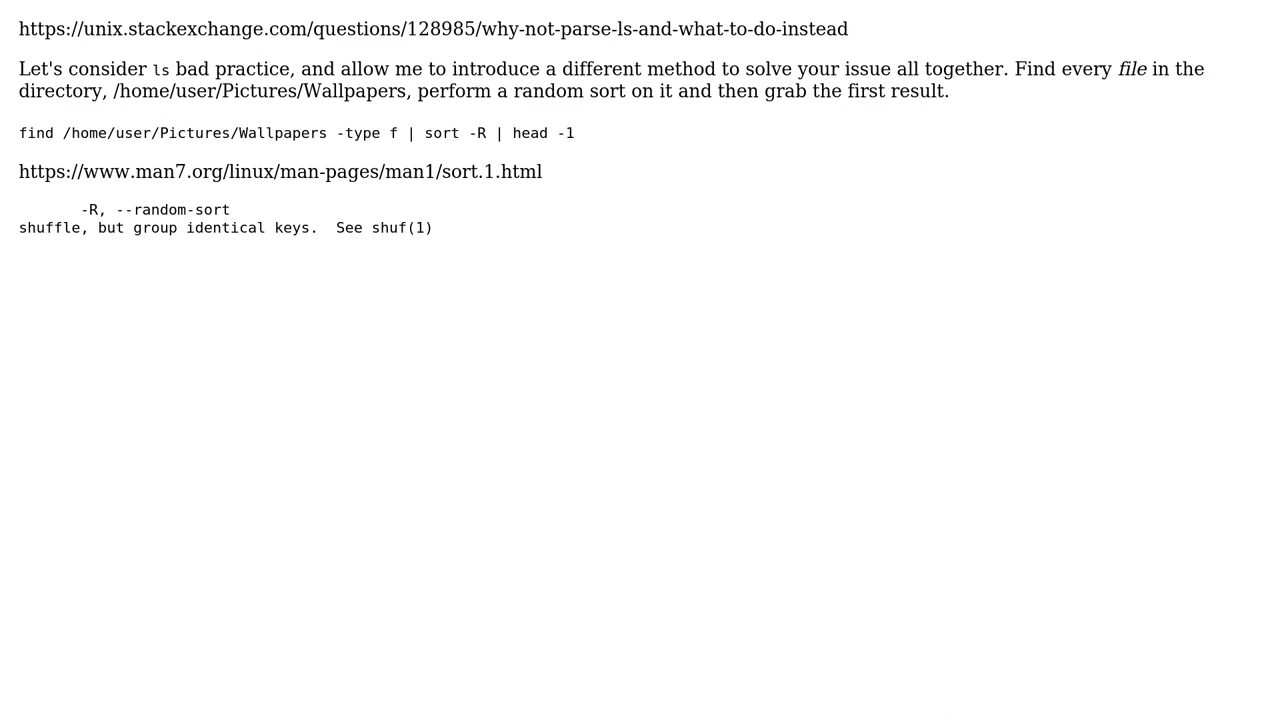 https://unix.stackexchange.com/questions/128985/why-not-parse-ls-and-what-to-do-instead
Let's consider ls bad practice, and allow me to introduce a different method to solve your issue all together. Find every file in the
directory, /home/user/Pictures/Wallpapers, perform a random sort on it and then grab the first result.
find /home/user/Pictures/Wallpapers -type f | sort -R | head -1
https://www.man7.org/linux/man-pages/man1/sort.1.html
-R, --random-sort
shuffle, but group identical keys.  See shuf(1)